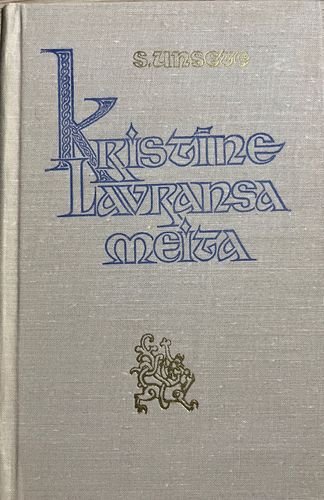 S. UNSETE
KRISTĪNE
LAVRANSA
MEITA